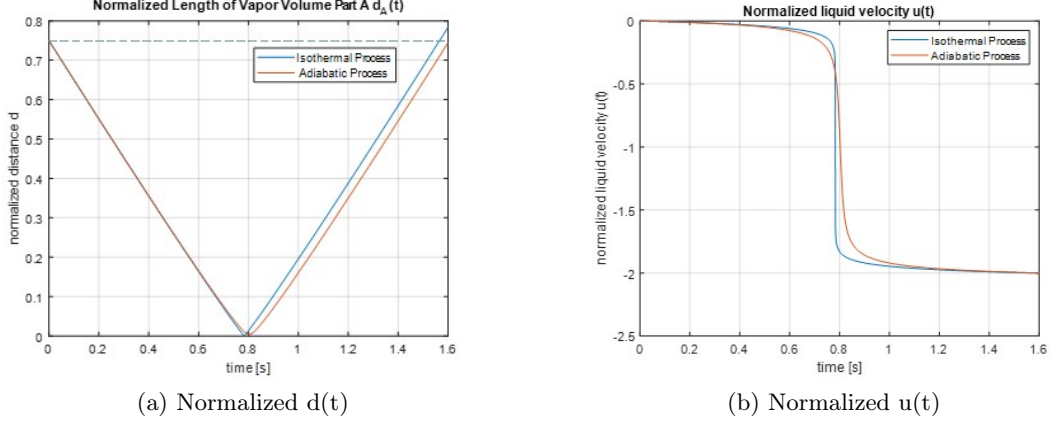 Normalized Length of Vapor Volume Part A d_A (t)
0.8
0.7
0.6
0.5
0.4
0.3
0.2
0.1
0
normalized distance d
Isothermal Process
Adiabatic Process
0 0.2 0.4 0.6 0.8 1 1.2 1.4 1.6
time [s]
(a) Normalized d(t)
Normalized liquid velocity u(t)
0
-0.5
-1
-1.5
-2
-2.5
normalized liquid velocity u(t)
Isothermal Process
Adiabatic Process
0 0.2 0.4 0.6 0.8 1 1.2 1.4 1.6
time [s]
(b) Normalized u(t)